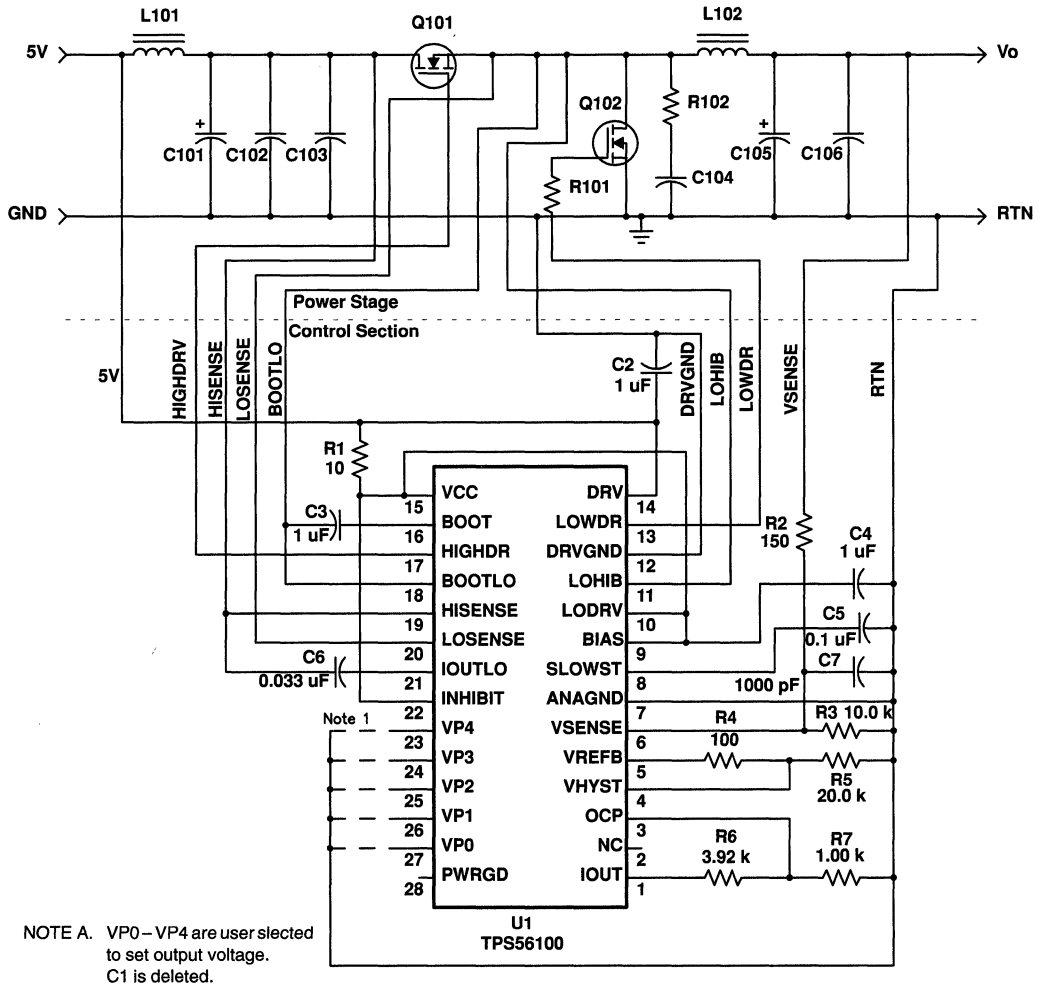 L101
Q101
L102
5V
Vo
Q102
R102
+
C101
C102
C103
+
C105
C106
R101
C104
GND
RTN
Power Stage
Control Section
HIGHDRV
HISENSE
LOSENSE
BOOTLO
DRVGND
LOHIB
LOWDR
VSENSE
RTN
5V
C2
1 uF
R1
10
C3
1 uF
R2
150
C4
1 uF
C5
0.1 uF
C6
0.033 uF
C7
1000 pF
VCC
15
BOOT
16
HIGHDR
17
BOOTLO
18
HISENSE
19
LOSENSE
20
IOUTLO
21
INHIBIT
22
VP4
23
VP3
24
VP2
25
VP1
26
VP0
27
PWRGD
28
DRV
14
LOWDR
13
DRVGND
12
LOHIB
11
LODRV
10
BIAS
9
SLOWST
8
ANAGND
7
VSENSE
6
VREFB
5
VHYST
4
OCP
3
NC
2
IOUT
1
Note 1
R3 10.0 k
R4
100
R5
20.0 k
R6
3.92 k
R7
1.00 k
U1
TPS56100
NOTE A. VP0 – VP4 are user slected
to set output voltage.
C1 is deleted.